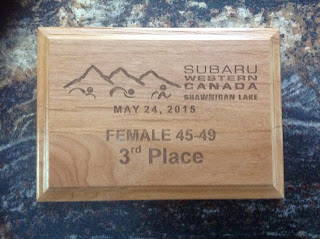 SUBARU
WESTERN
CANADA
SHAWNIGAN LAKE
MAY 24, 2015
FEMALE 45-49
3rd Place